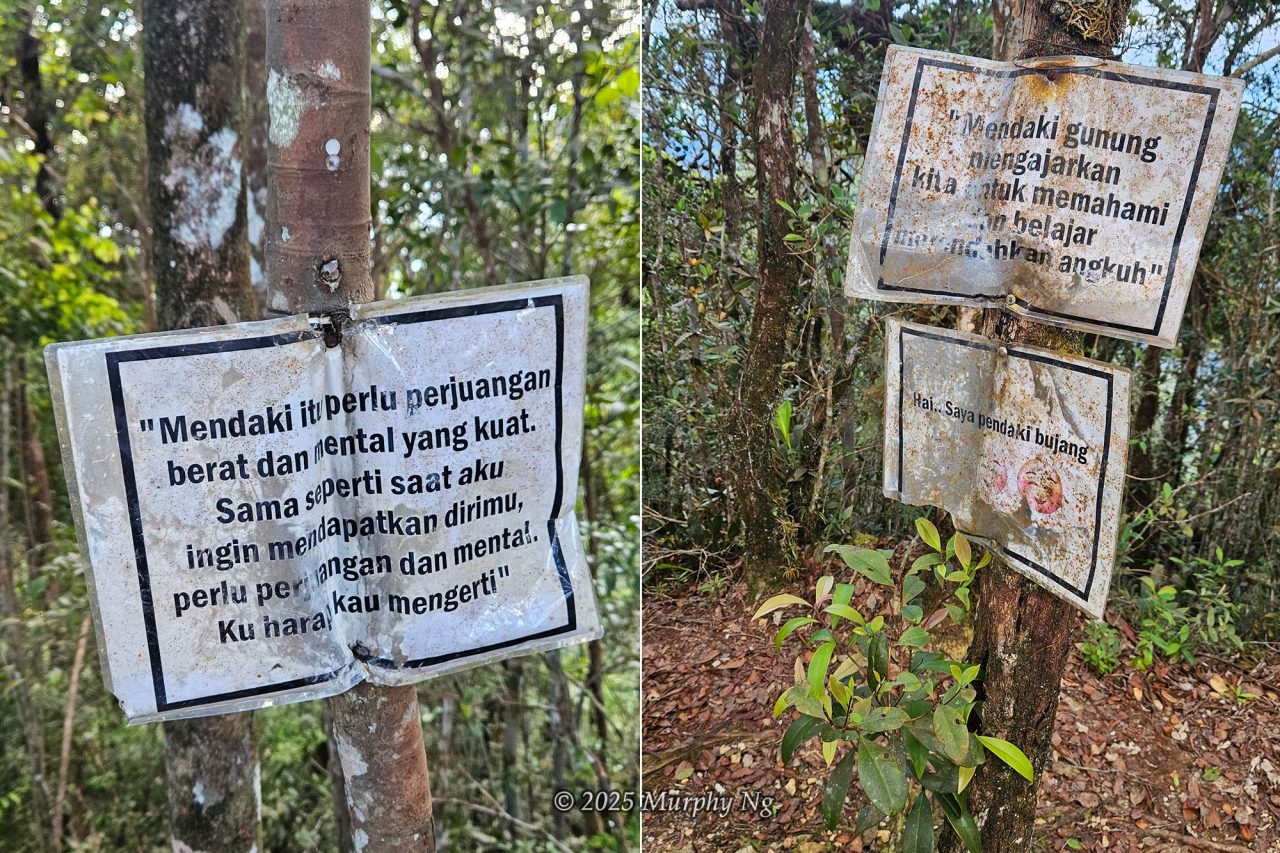 "Mendaki itu perlu perjuangan
berat dan mental yang kuat.
Sama seperti saat aku
ingin mendapatkan dirimu,
perlu perjuangan dan mental.
Ku harap kau mengerti"
"Mendaki gunung
mengajarkan
kita untuk memahami
dan belajar
merendahkan angkuh"
Hai.. Saya pendaki bujang
© 2025 Murphy Ng